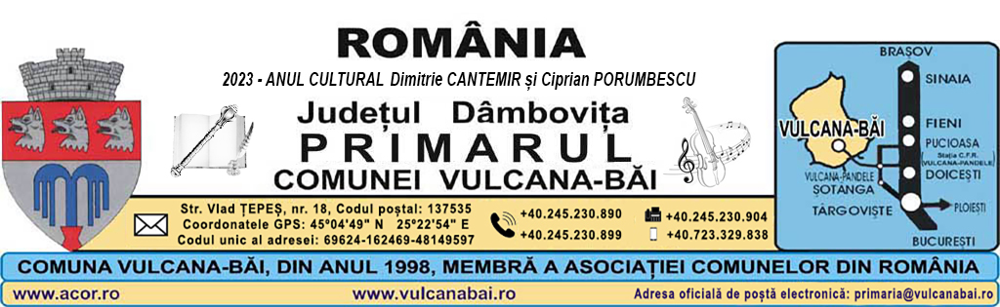 ROMÂNIA
2023 - ANUL CULTURAL Dimitrie CANTEMIR și Ciprian PORUMBESCU
Județul Dâmbovița
PRIMARUL
COMUNEI VULCANA-BĂI
Str. Vlad ȚEPEȘ, nr. 18, Codul poștal: 137535
Coordonatele GPS: 45º04'49" N 25º22'54" E
Codul unic al adresei: 69624-162469-48149597
+40.245.230.890
+40.245.230.899
+40.245.230.904
+40.723.329.838
BRAȘOV
SINAIA
VULCANA-BĂI
FIENI
PUCIOASA
(Stația C.F.R.
VULCANA-PANDELE)
DOICEȘTI
VULCANA-PANDELE
ȘOTÂNGA
TÂRGOVIȘTE
PLOIEȘTI
BUCUREȘTI
COMUNA VULCANA-BĂI, DIN ANUL 1998, MEMBRĂ A ASOCIAȚIEI COMUNELOR DIN ROMÂNIA
www.acor.ro
www.vulcanabai.ro
Adresa oficială de poștă electronică: primaria@vulcanabai.ro